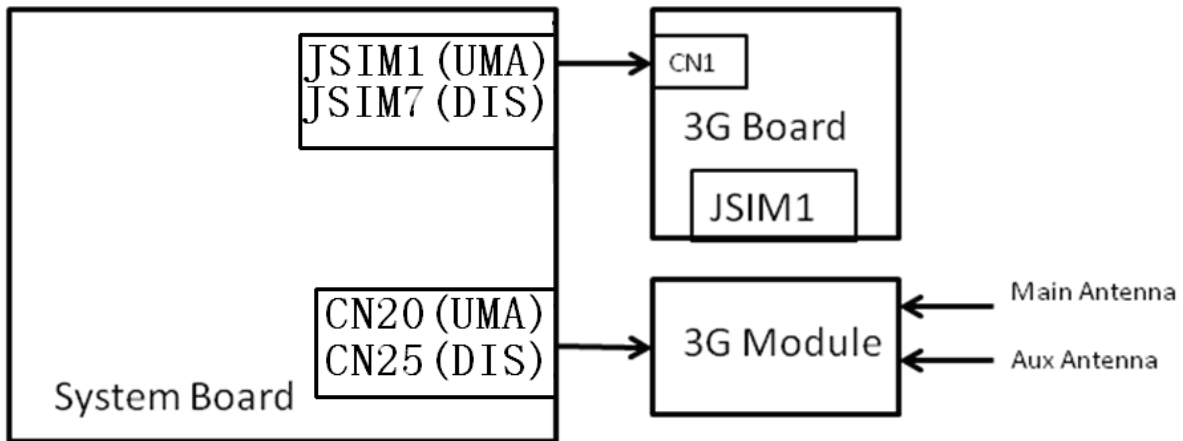 JSIM1(UMA)
JSIM7(DIS)
CN1
3G Board
JSIM1
CN20(UMA)
CN25(DIS)
System Board
3G Module
Main Antenna
Aux Antenna